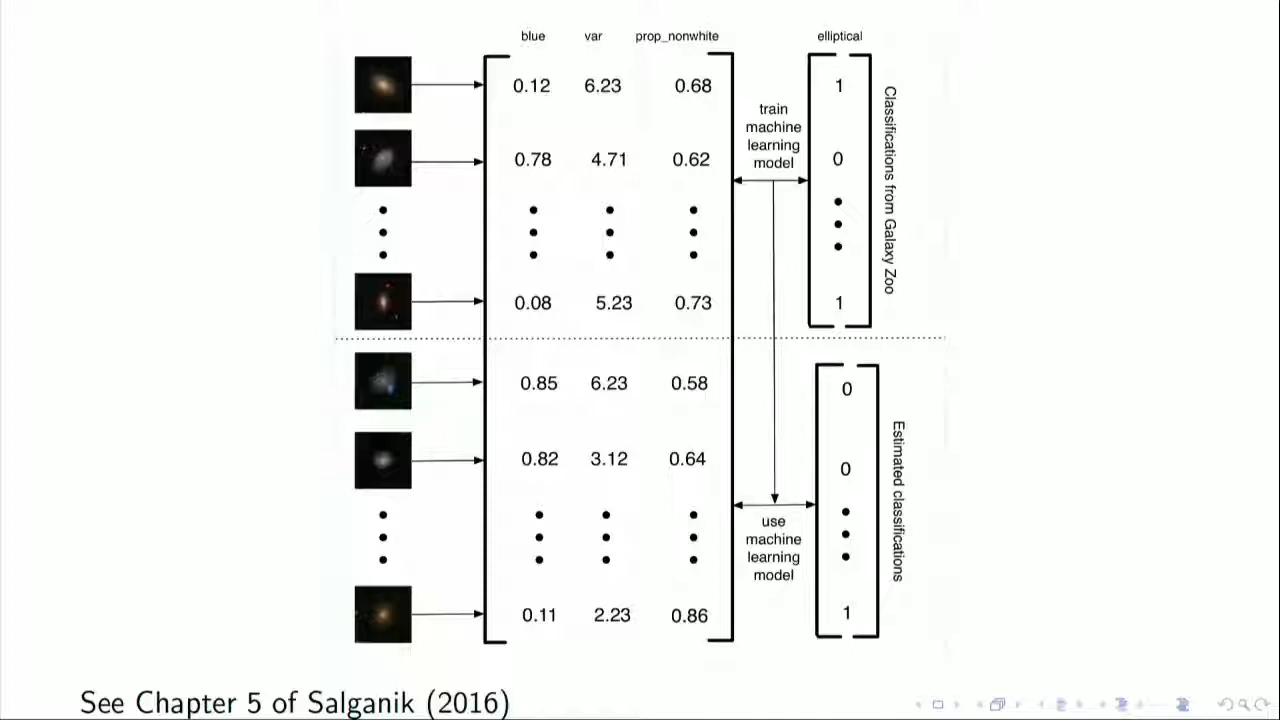 blue var prop_nonwhite elliptical
0.12 6.23 0.68 1
train
machine
learning
model
0.78 4.71 0.62 0
0.08 5.23 0.73 1
Classifications from Galaxy Zoo
0.85 6.23 0.58 0
0.82 3.12 0.64 0
use
machine
learning
model
0.11 2.23 0.86 1
Estimated classifications
See Chapter 5 of Salganik (2016)